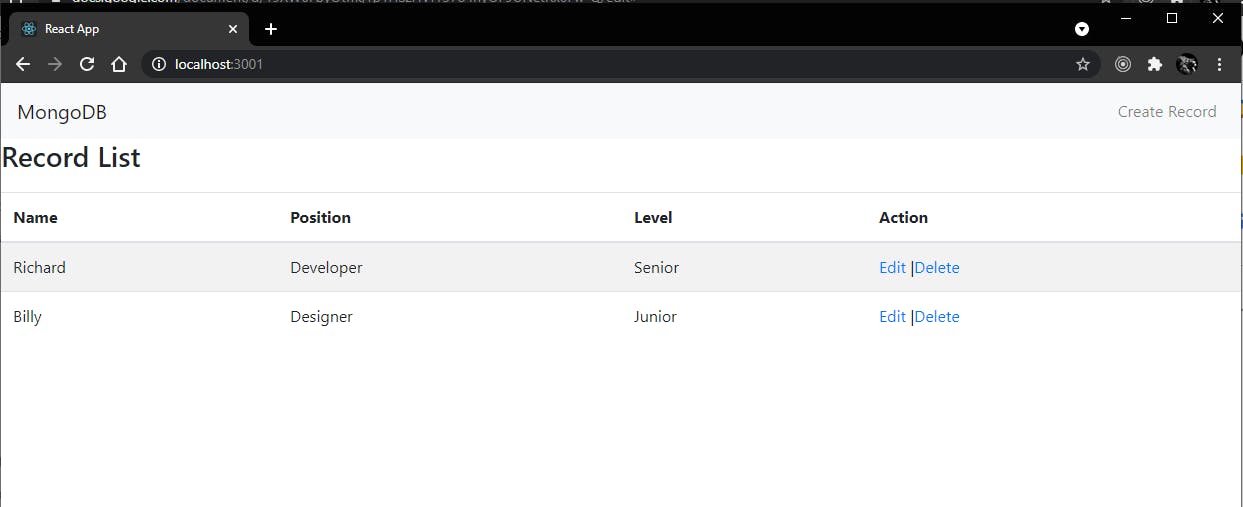 React App
localhost:3001
MongoDB Create Record
Record List
Name Position Level Action
Richard Developer Senior Edit |Delete
Billy Designer Junior Edit |Delete